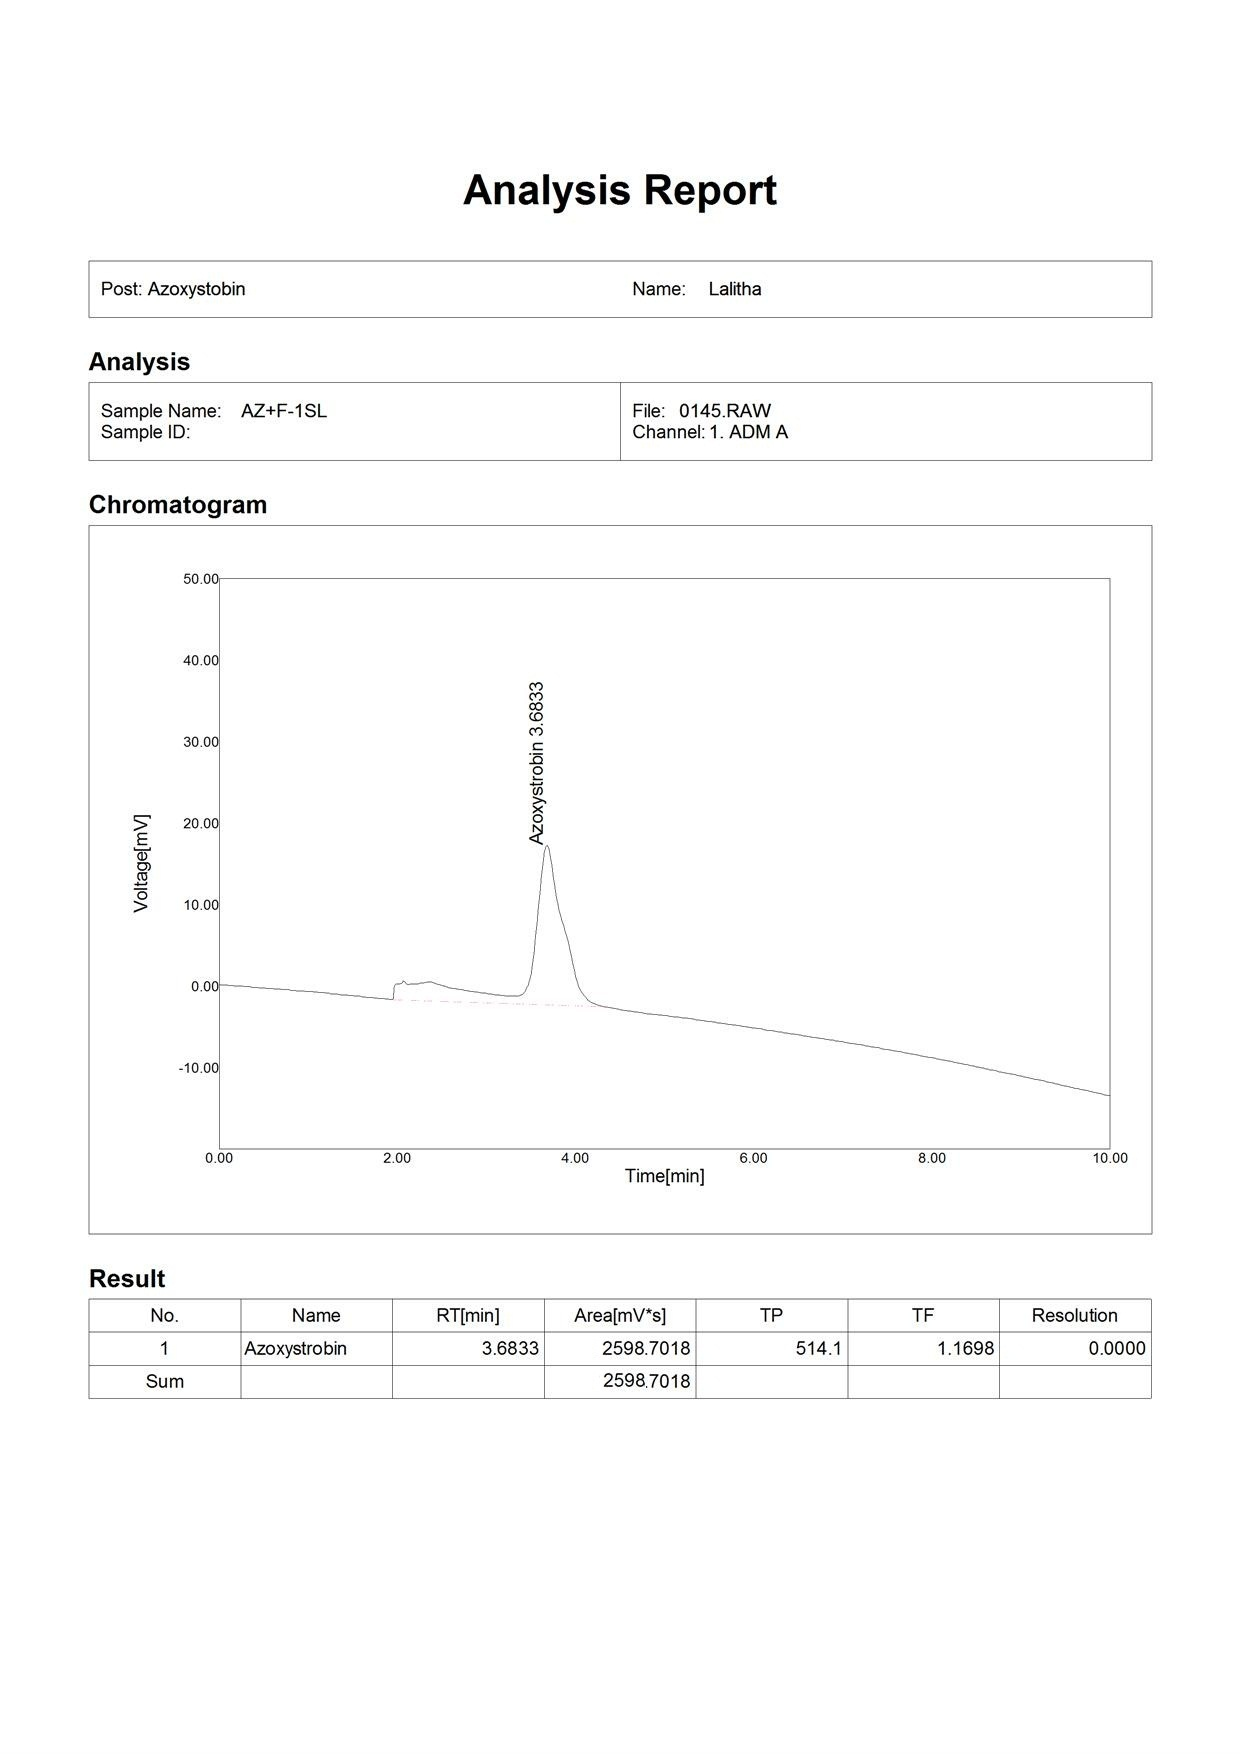 Analysis Report
Post: Azoxystobin Name: Lalitha
Analysis
Sample Name: AZ+F-1SL File: 0145.RAW
Sample ID: Channel: 1. ADM A
Chromatogram
50.00
40.00
30.00
20.00
10.00
0.00
-10.00
Voltage[mV]
Azoxystrobin 3.6833
0.00 2.00 4.00 6.00 8.00 10.00
Time[min]
Result
No. Name RT[min] Area[mV*s] TP TF Resolution
1 Azoxystrobin 3.6833 2598.7018 514.1 1.1698 0.0000
Sum 2598.7018